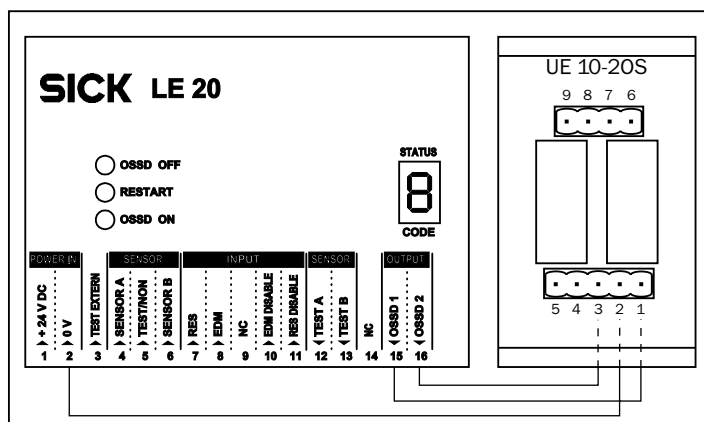 SICK LE 20
OSSD OFF
RESTART
OSSD ON
STATUS
8
CODE
POWER IN
SENSOR
INPUT
SENSOR
OUTPUT
+ 24 V DC
0 V
TEST EXTERN
SENSOR A
TEST/NON
SENSOR B
RES
EDM
NC
EDM DISABLE
RES DISABLE
TEST A
TEST B
NC
OSSD 1
OSSD 2
1 2 3 4 5 6 7 8 9 10 11 12 13 14 15 16
UE 10-20S
9 8 7 6
5 4 3 2 1